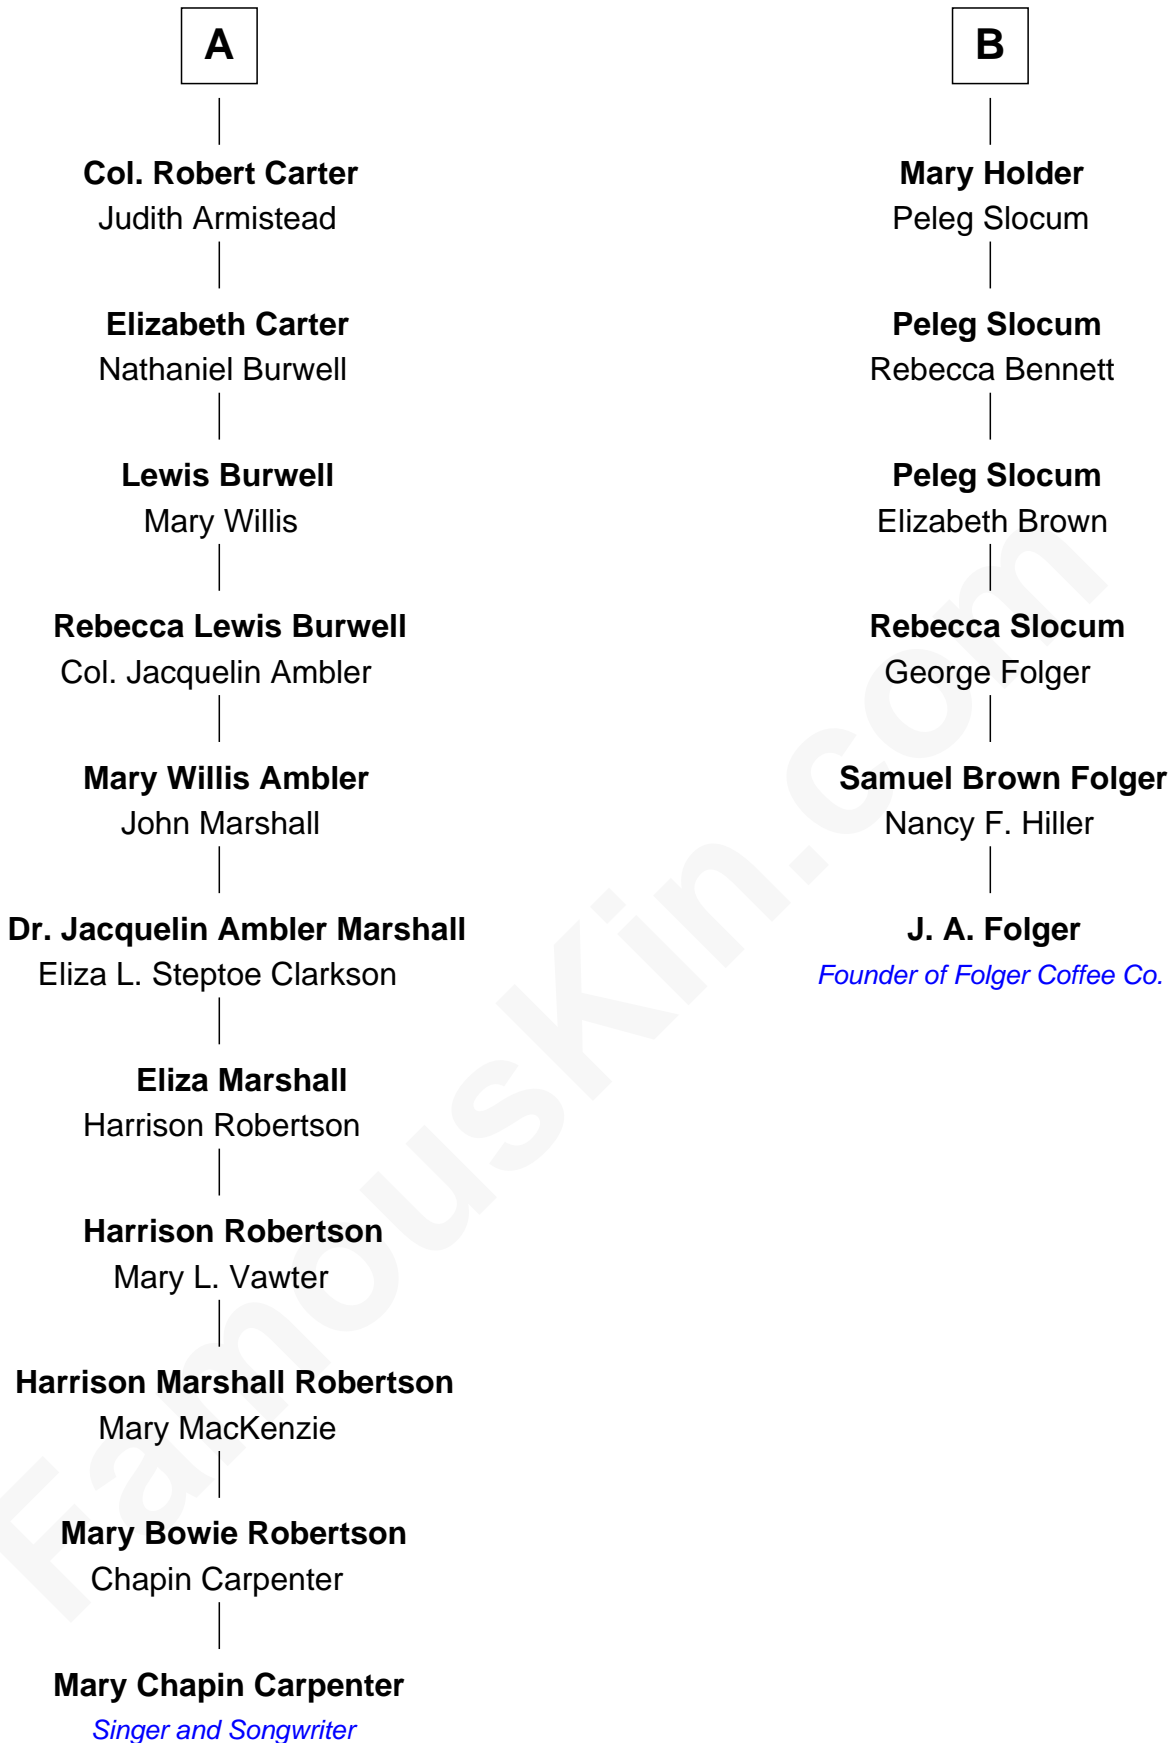 A
Col. Robert Carter
Judith Armistead
Elizabeth Carter
Nathaniel Burwell
Lewis Burwell
Mary Willis
Rebecca Lewis Burwell
Col. Jacquelin Ambler
Mary Willis Ambler
John Marshall
Dr. Jacquelin Ambler Marshall
Eliza L. Steptoe Clarkson
Eliza Marshall
Harrison Robertson
Harrison Robertson
Mary L. Vawter
Harrison Marshall Robertson
Mary MacKenzie
Mary Bowie Robertson
Chapin Carpenter
Mary Chapin Carpenter
Singer and Songwriter
B
Mary Holder
Peleg Slocum
Peleg Slocum
Rebecca Bennett
Peleg Slocum
Elizabeth Brown
Rebecca Slocum
George Folger
Samuel Brown Folger
Nancy F. Hiller
J. A. Folger
Founder of Folger Coffee Co.
FamousKin.com